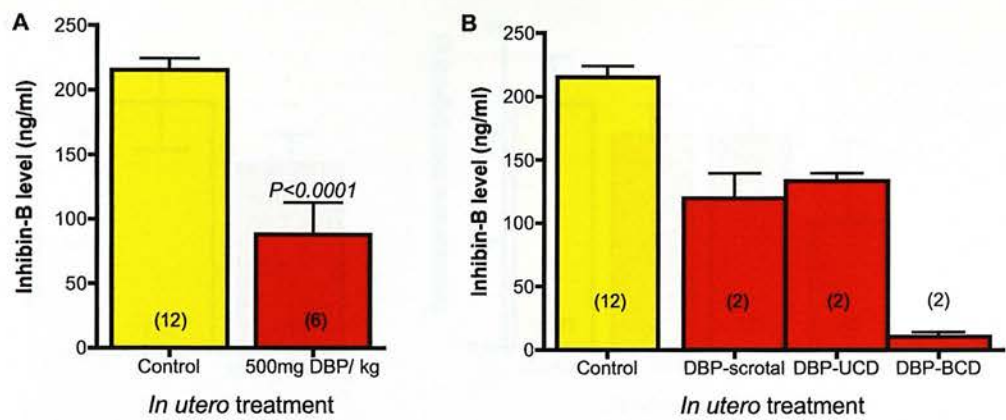 A
Inhibin-B level (ng/ml)
250
200
150
100
50
0
P<0.0001
(12)
(6)
Control
500mg DBP/ kg
In utero treatment
B
Inhibin-B level (ng/ml)
250
200
150
100
50
0
(12)
(2)
(2)
(2)
Control
DBP-scrotal
DBP-UCD
DBP-BCD
In utero treatment